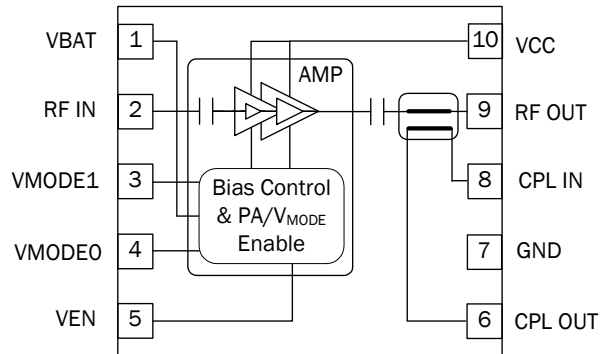 VBAT 1 10 VCC
AMP
RF IN 2 9 RF OUT
VMODE1 3 8 CPL IN
Bias Control
& PA/VMODE
Enable
VMODE0 4 7 GND
VEN 5 6 CPL OUT